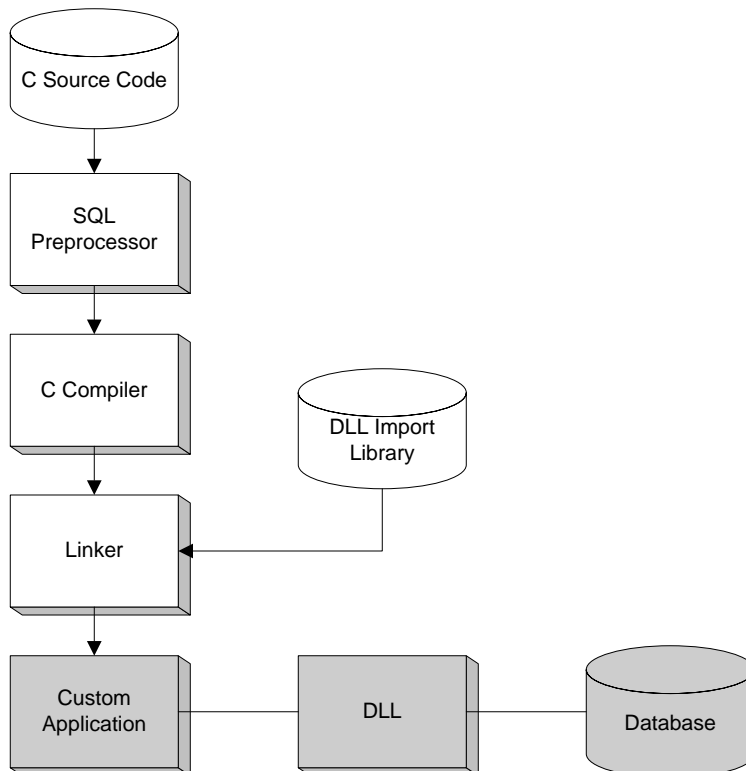 C Source Code
SQL
Preprocessor
C Compiler
DLL Import
Library
Linker
Custom
Application
DLL
Database